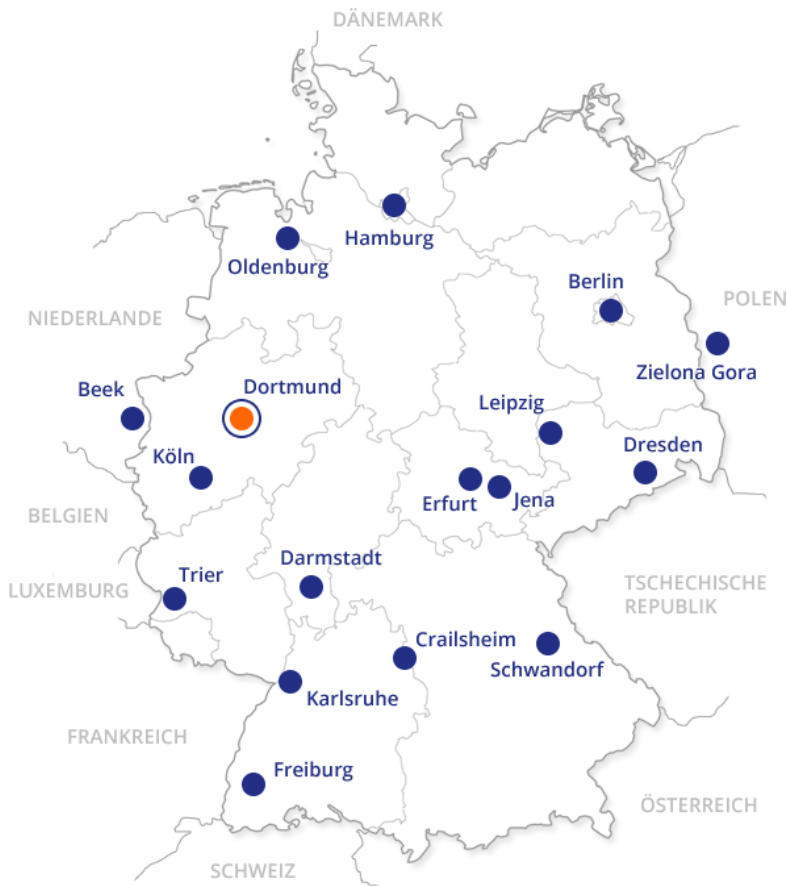 DÄNEMARK
Hamburg
Oldenburg
Berlin
POLEN
NIEDERLANDE
Zielona Gora
Beek
Dortmund
Leipzig
Dresden
Köln
Erfurt
Jena
BELGIEN
Darmstadt
Trier
LUXEMBURG
TSCHECHISCHE
REPUBLIK
Crailsheim
Schwandorf
Karlsruhe
FRANKREICH
Freiburg
ÖSTERREICH
SCHWEIZ